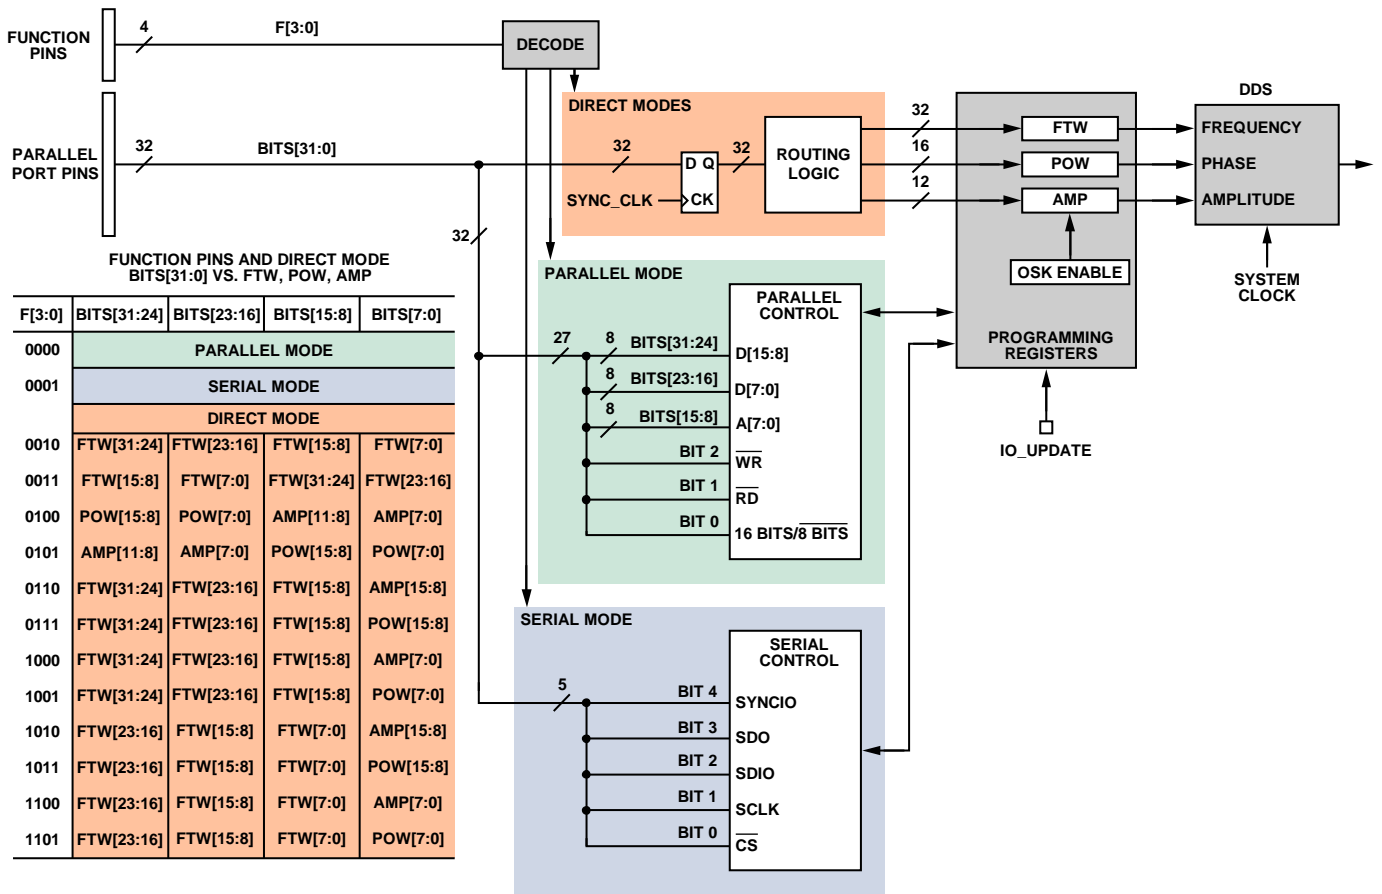 FUNCTION
PINS
4
F[3:0]
DECODE
PARALLEL
PORT PINS
32
BITS[31:0]
32
DIRECT MODES
32
D Q
CK
SYNC_CLK
32
ROUTING
LOGIC
32
16
12
FTW
POW
AMP
OSK ENABLE
PROGRAMMING
REGISTERS
IO_UPDATE
DDS
FREQUENCY
PHASE
AMPLITUDE
SYSTEM
CLOCK
PARALLEL MODE
PARALLEL
CONTROL
27
8 BITS[31:24] D[15:8]
8 BITS[23:16] D[7:0]
8 BITS[15:8] A[7:0]
BIT 2 WR
BIT 1 RD
BIT 0 16 BITS/8 BITS
SERIAL MODE
SERIAL
CONTROL
5
BIT 4 SYNCIO
BIT 3 SDO
BIT 2 SDIO
BIT 1 SCLK
BIT 0 CS
FUNCTION PINS AND DIRECT MODE
BITS[31:0] VS. FTW, POW, AMP
F[3:0] BITS[31:24] BITS[23:16] BITS[15:8] BITS[7:0]
0000 PARALLEL MODE
0001 SERIAL MODE
DIRECT MODE
0010 FTW[31:24] FTW[23:16] FTW[15:8] FTW[7:0]
0011 FTW[15:8] FTW[7:0] FTW[31:24] FTW[23:16]
0100 POW[15:8] POW[7:0] AMP[11:8] AMP[7:0]
0101 AMP[11:8] AMP[7:0] POW[15:8] POW[7:0]
0110 FTW[31:24] FTW[23:16] FTW[15:8] AMP[15:8]
0111 FTW[31:24] FTW[23:16] FTW[15:8] POW[15:8]
1000 FTW[31:24] FTW[23:16] FTW[15:8] AMP[7:0]
1001 FTW[31:24] FTW[23:16] FTW[15:8] POW[7:0]
1010 FTW[23:16] FTW[15:8] FTW[7:0] AMP[15:8]
1011 FTW[23:16] FTW[15:8] FTW[7:0] POW[15:8]
1100 FTW[23:16] FTW[15:8] FTW[7:0] AMP[7:0]
1101 FTW[23:16] FTW[15:8] FTW[7:0] POW[7:0]